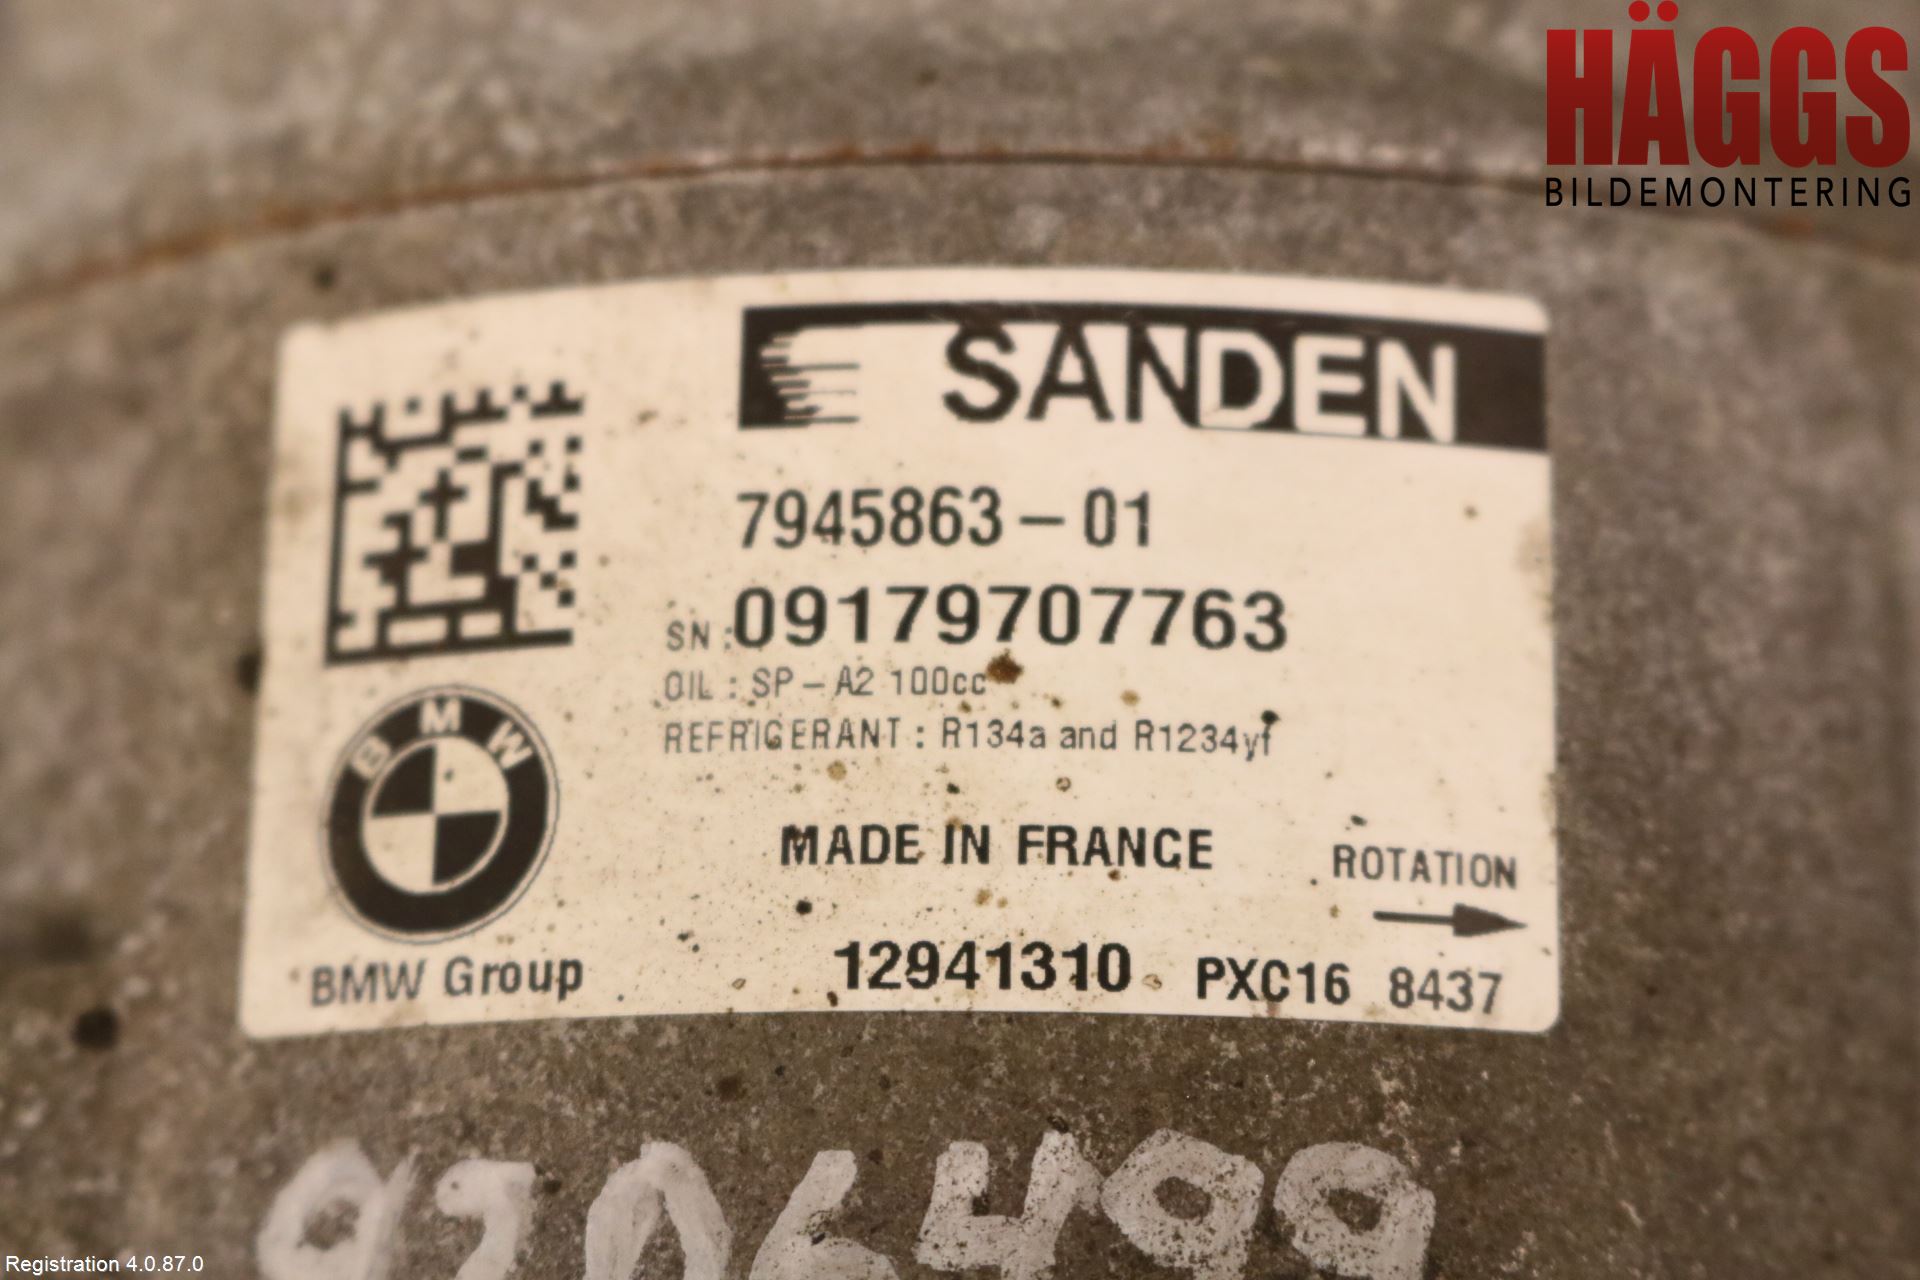 HÄGGS
BILDEMONTERING
SANDEN
7945863-01
SN:09179707763
OIL : SP-A2 100cc
REFRIGERANT : R134a and R1234yf
BMW
MADE IN FRANCE
ROTATION
BMW Group
12941310 PXC16 8437
Registration 4.0.87.0